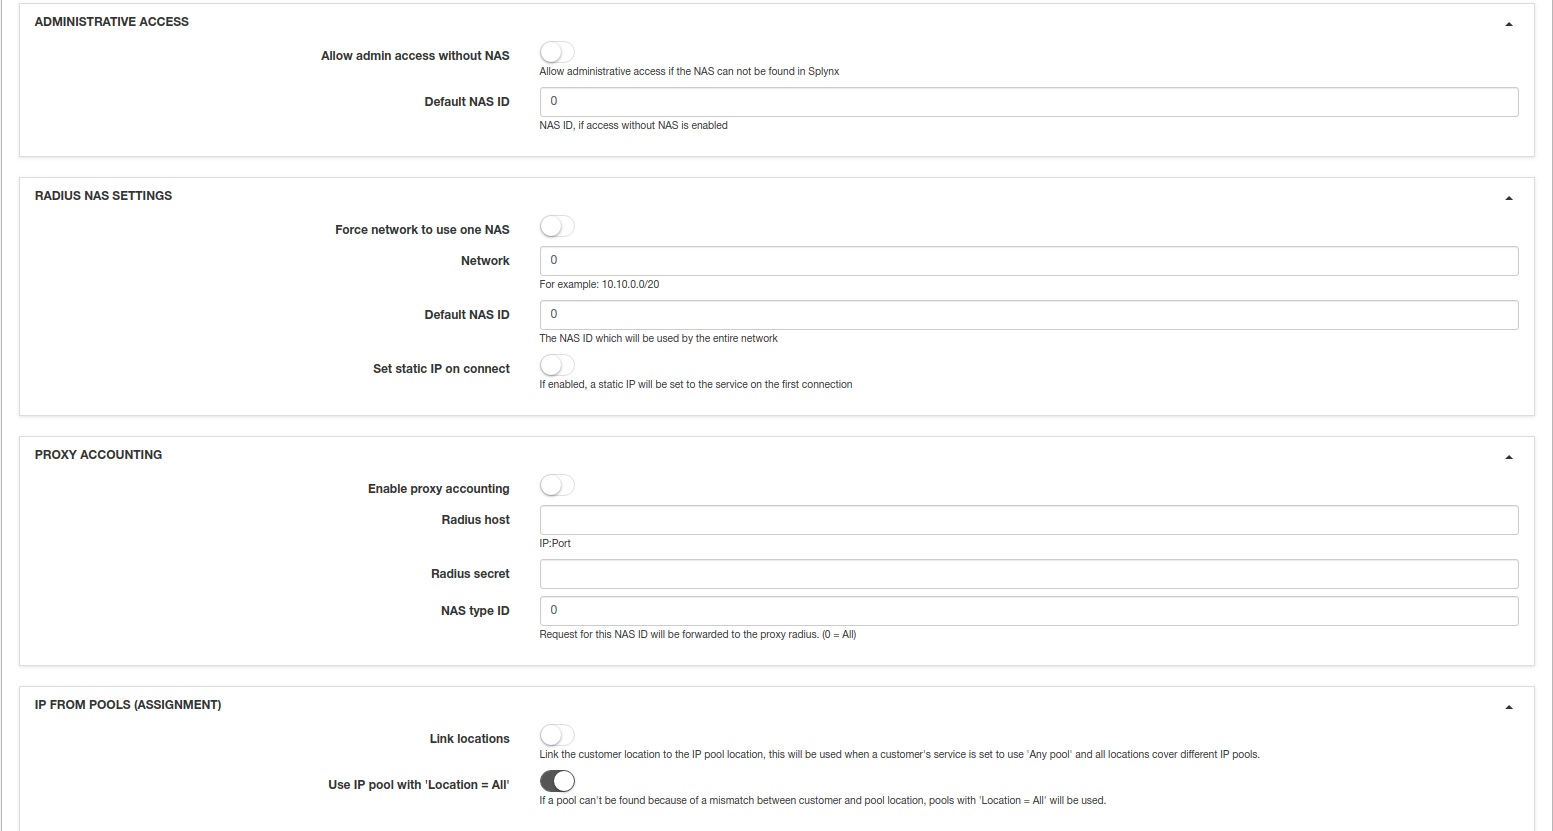 ADMINISTRATIVE ACCESS
Allow admin access without NAS
Allow administrative access if the NAS can not be found in Splynx
Default NAS ID
0
NAS ID, if access without NAS is enabled
RADIUS NAS SETTINGS
Force network to use one NAS
Network
0
For example: 10.10.0.0/20
Default NAS ID
0
The NAS ID which will be used by the entire network
Set static IP on connect
If enabled, a static IP will be set to the service on the first connection
PROXY ACCOUNTING
Enable proxy accounting
Radius host
IP:Port
Radius secret
NAS type ID
0
Request for this NAS ID will be forwarded to the proxy radius. (0 = All)
IP FROM POOLS (ASSIGNMENT)
Link locations
Link the customer location to the IP pool location, this will be used when a customer's service is set to use 'Any pool' and all locations cover different IP pools.
Use IP pool with 'Location = All'
If a pool can't be found because of a mismatch between customer and pool location, pools with 'Location = All' will be used.